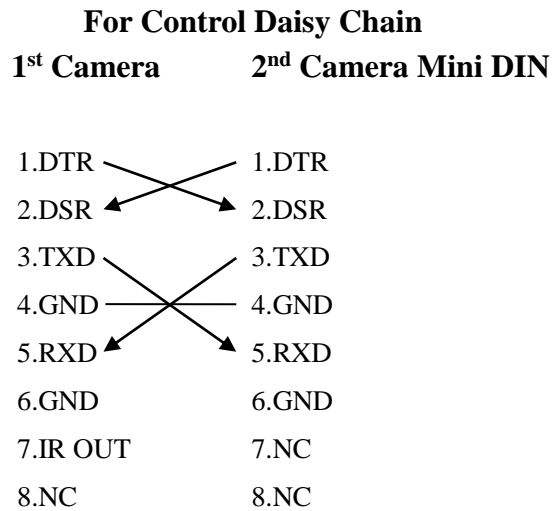 For Control Daisy Chain
1st Camera 2nd Camera Mini DIN
1.DTR 1.DTR
2.DSR 2.DSR
3.TXD 3.TXD
4.GND 4.GND
5.RXD 5.RXD
6.GND 6.GND
7.IR OUT 7.NC
8.NC 8.NC